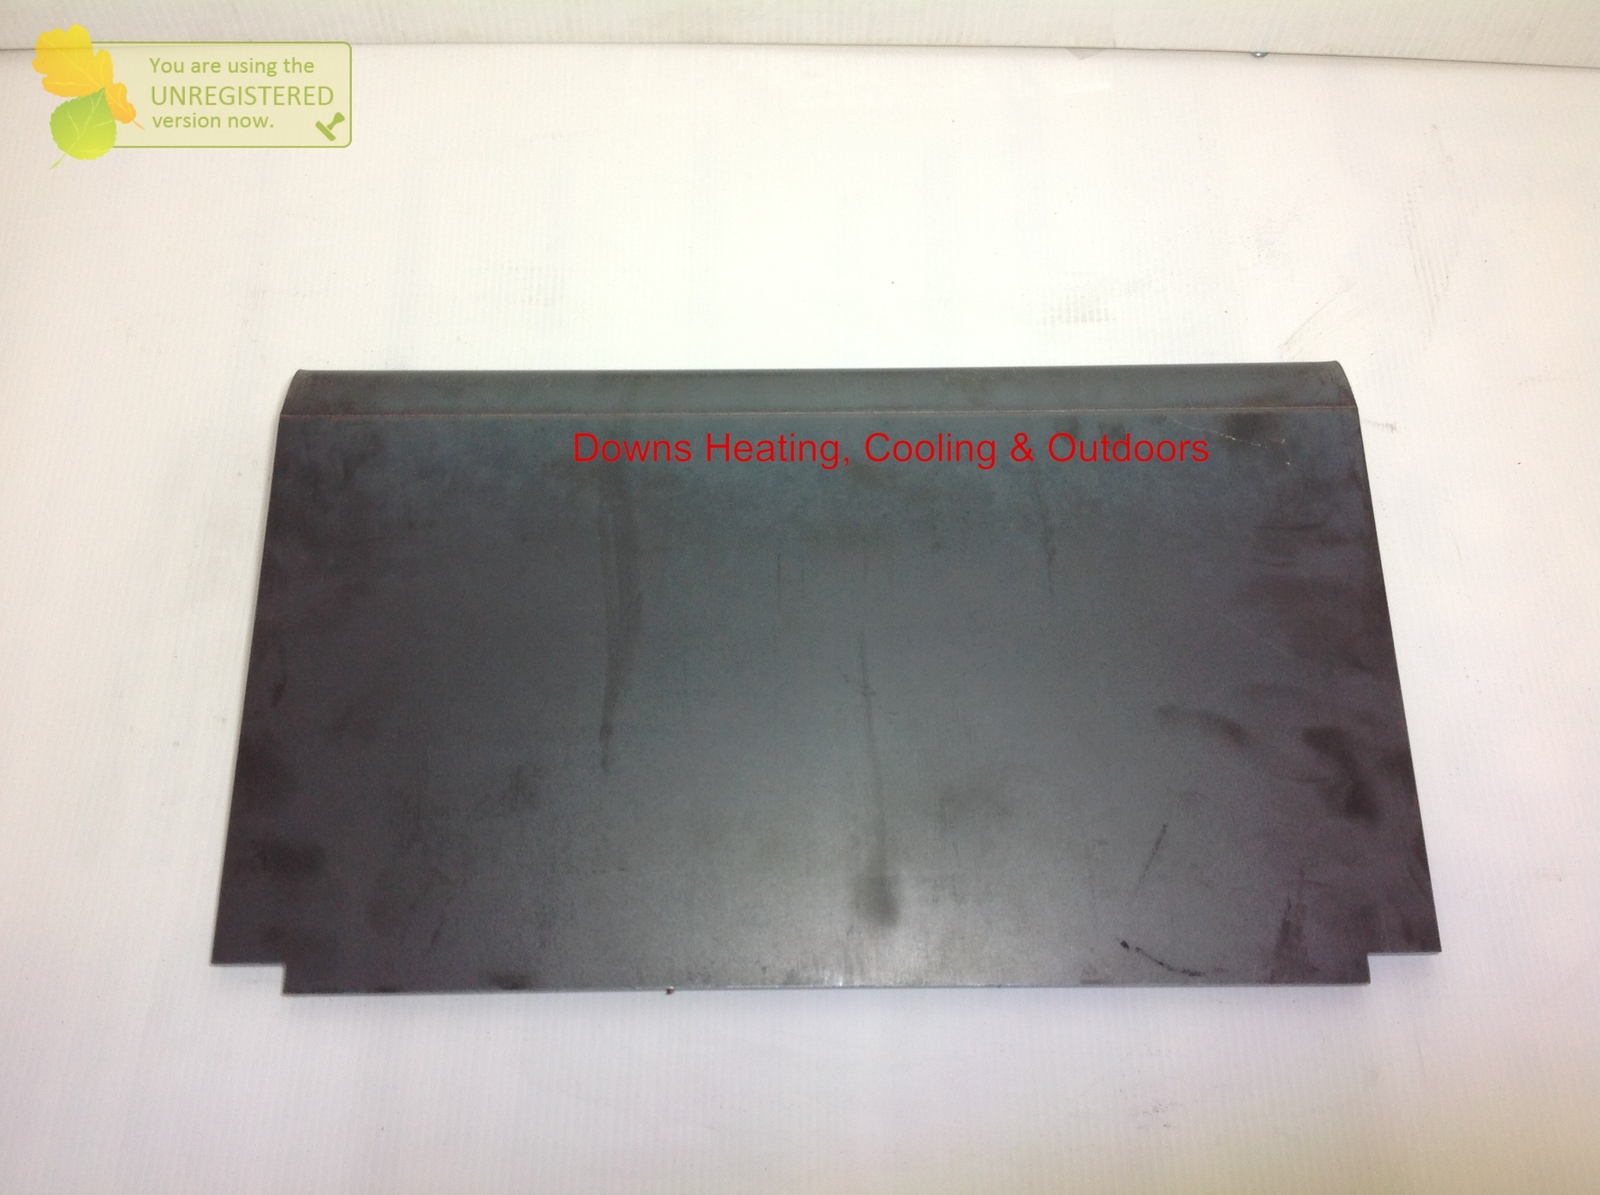 You are using the
UNREGISTERED
version now.
Downs Heating, Cooling & Outdoors